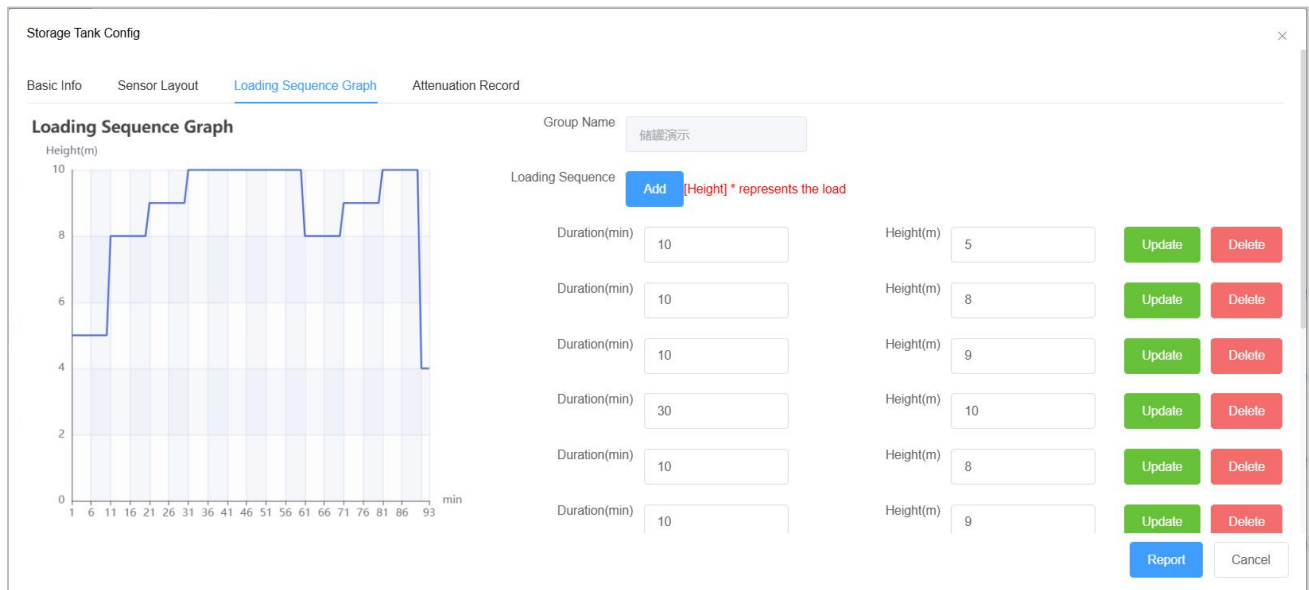 Storage Tank Config
Basic Info Sensor Layout Loading Sequence Graph Attenuation Record
Loading Sequence Graph
Height(m)
10
8
6
4
2
0
1 6 11 16 21 26 31 36 41 46 51 56 61 66 71 76 81 86 93
min
Group Name 储罐演示
Loading Sequence Add [Height] * represents the load
Duration(min) 10 Height(m) 5 Update Delete
Duration(min) 10 Height(m) 8 Update Delete
Duration(min) 10 Height(m) 9 Update Delete
Duration(min) 30 Height(m) 10 Update Delete
Duration(min) 10 Height(m) 8 Update Delete
Duration(min) 10 Height(m) 9 Update Delete
Report Cancel